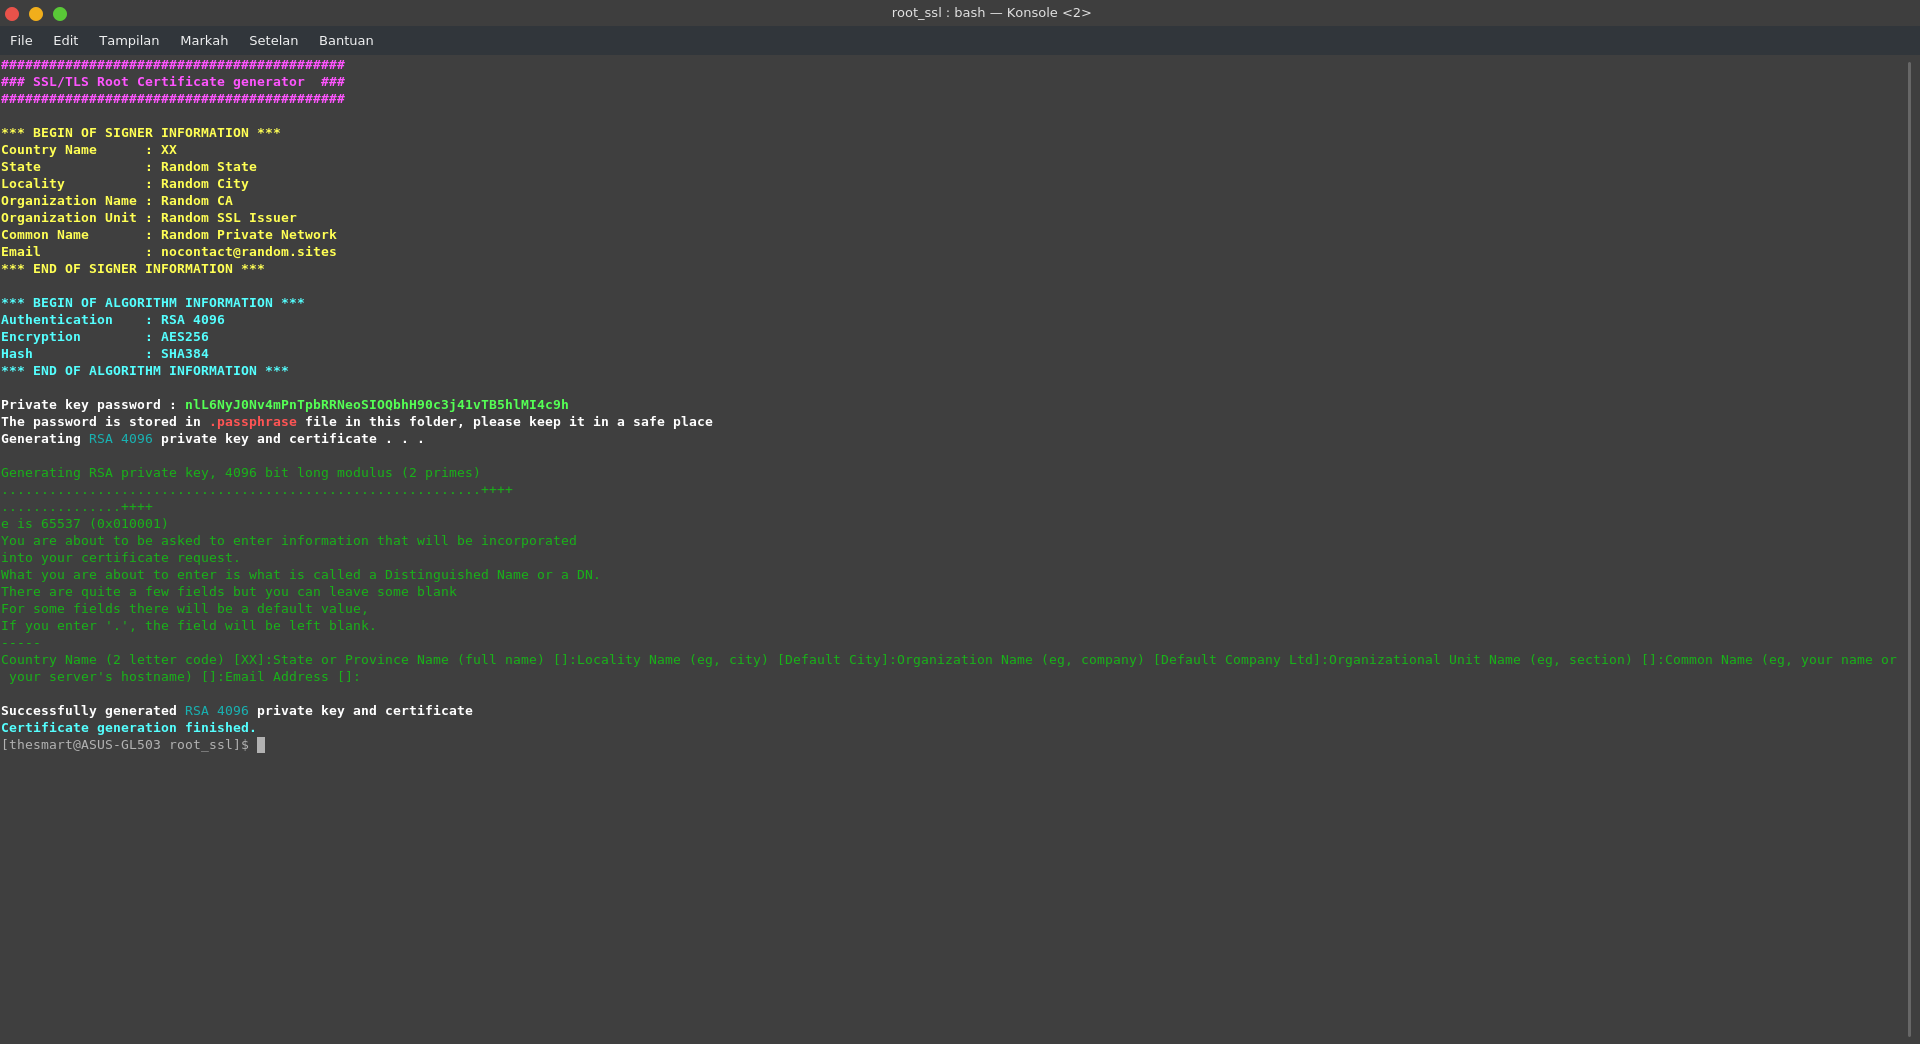 root_ssl : bash — Konsole <2>
File Edit Tampilan Markah Setelan Bantuan
###########################################
### SSL/TLS Root Certificate generator  ###
###########################################
*** BEGIN OF SIGNER INFORMATION ***
Country Name      : XX
State             : Random State
Locality          : Random City
Organization Name : Random CA
Organization Unit : Random SSL Issuer
Common Name       : Random Private Network
Email             : nocontact@random.sites
*** END OF SIGNER INFORMATION ***
*** BEGIN OF ALGORITHM INFORMATION ***
Authentication    : RSA 4096
Encryption        : AES256
Hash              : SHA384
*** END OF ALGORITHM INFORMATION ***
Private key password : nlL6NyJ0Nv4mPnTpbRRNeoSIOQbhH90c3j41vTB5hlMI4c9h
The password is stored in .passphrase file in this folder, please keep it in a safe place
Generating RSA 4096 private key and certificate . . .
Generating RSA private key, 4096 bit long modulus (2 primes)
............................................................++++
...............++++
e is 65537 (0x010001)
You are about to be asked to enter information that will be incorporated
into your certificate request.
What you are about to enter is what is called a Distinguished Name or a DN.
There are quite a few fields but you can leave some blank
For some fields there will be a default value,
If you enter '.', the field will be left blank.
-----
Country Name (2 letter code) [XX]:State or Province Name (full name) []:Locality Name (eg, city) [Default City]:Organization Name (eg, company) [Default Company Ltd]:Organizational Unit Name (eg, section) []:Common Name (eg, your name or
 your server's hostname) []:Email Address []:
Successfully generated RSA 4096 private key and certificate
Certificate generation finished.
[thesmart@ASUS-GL503 root_ssl]$